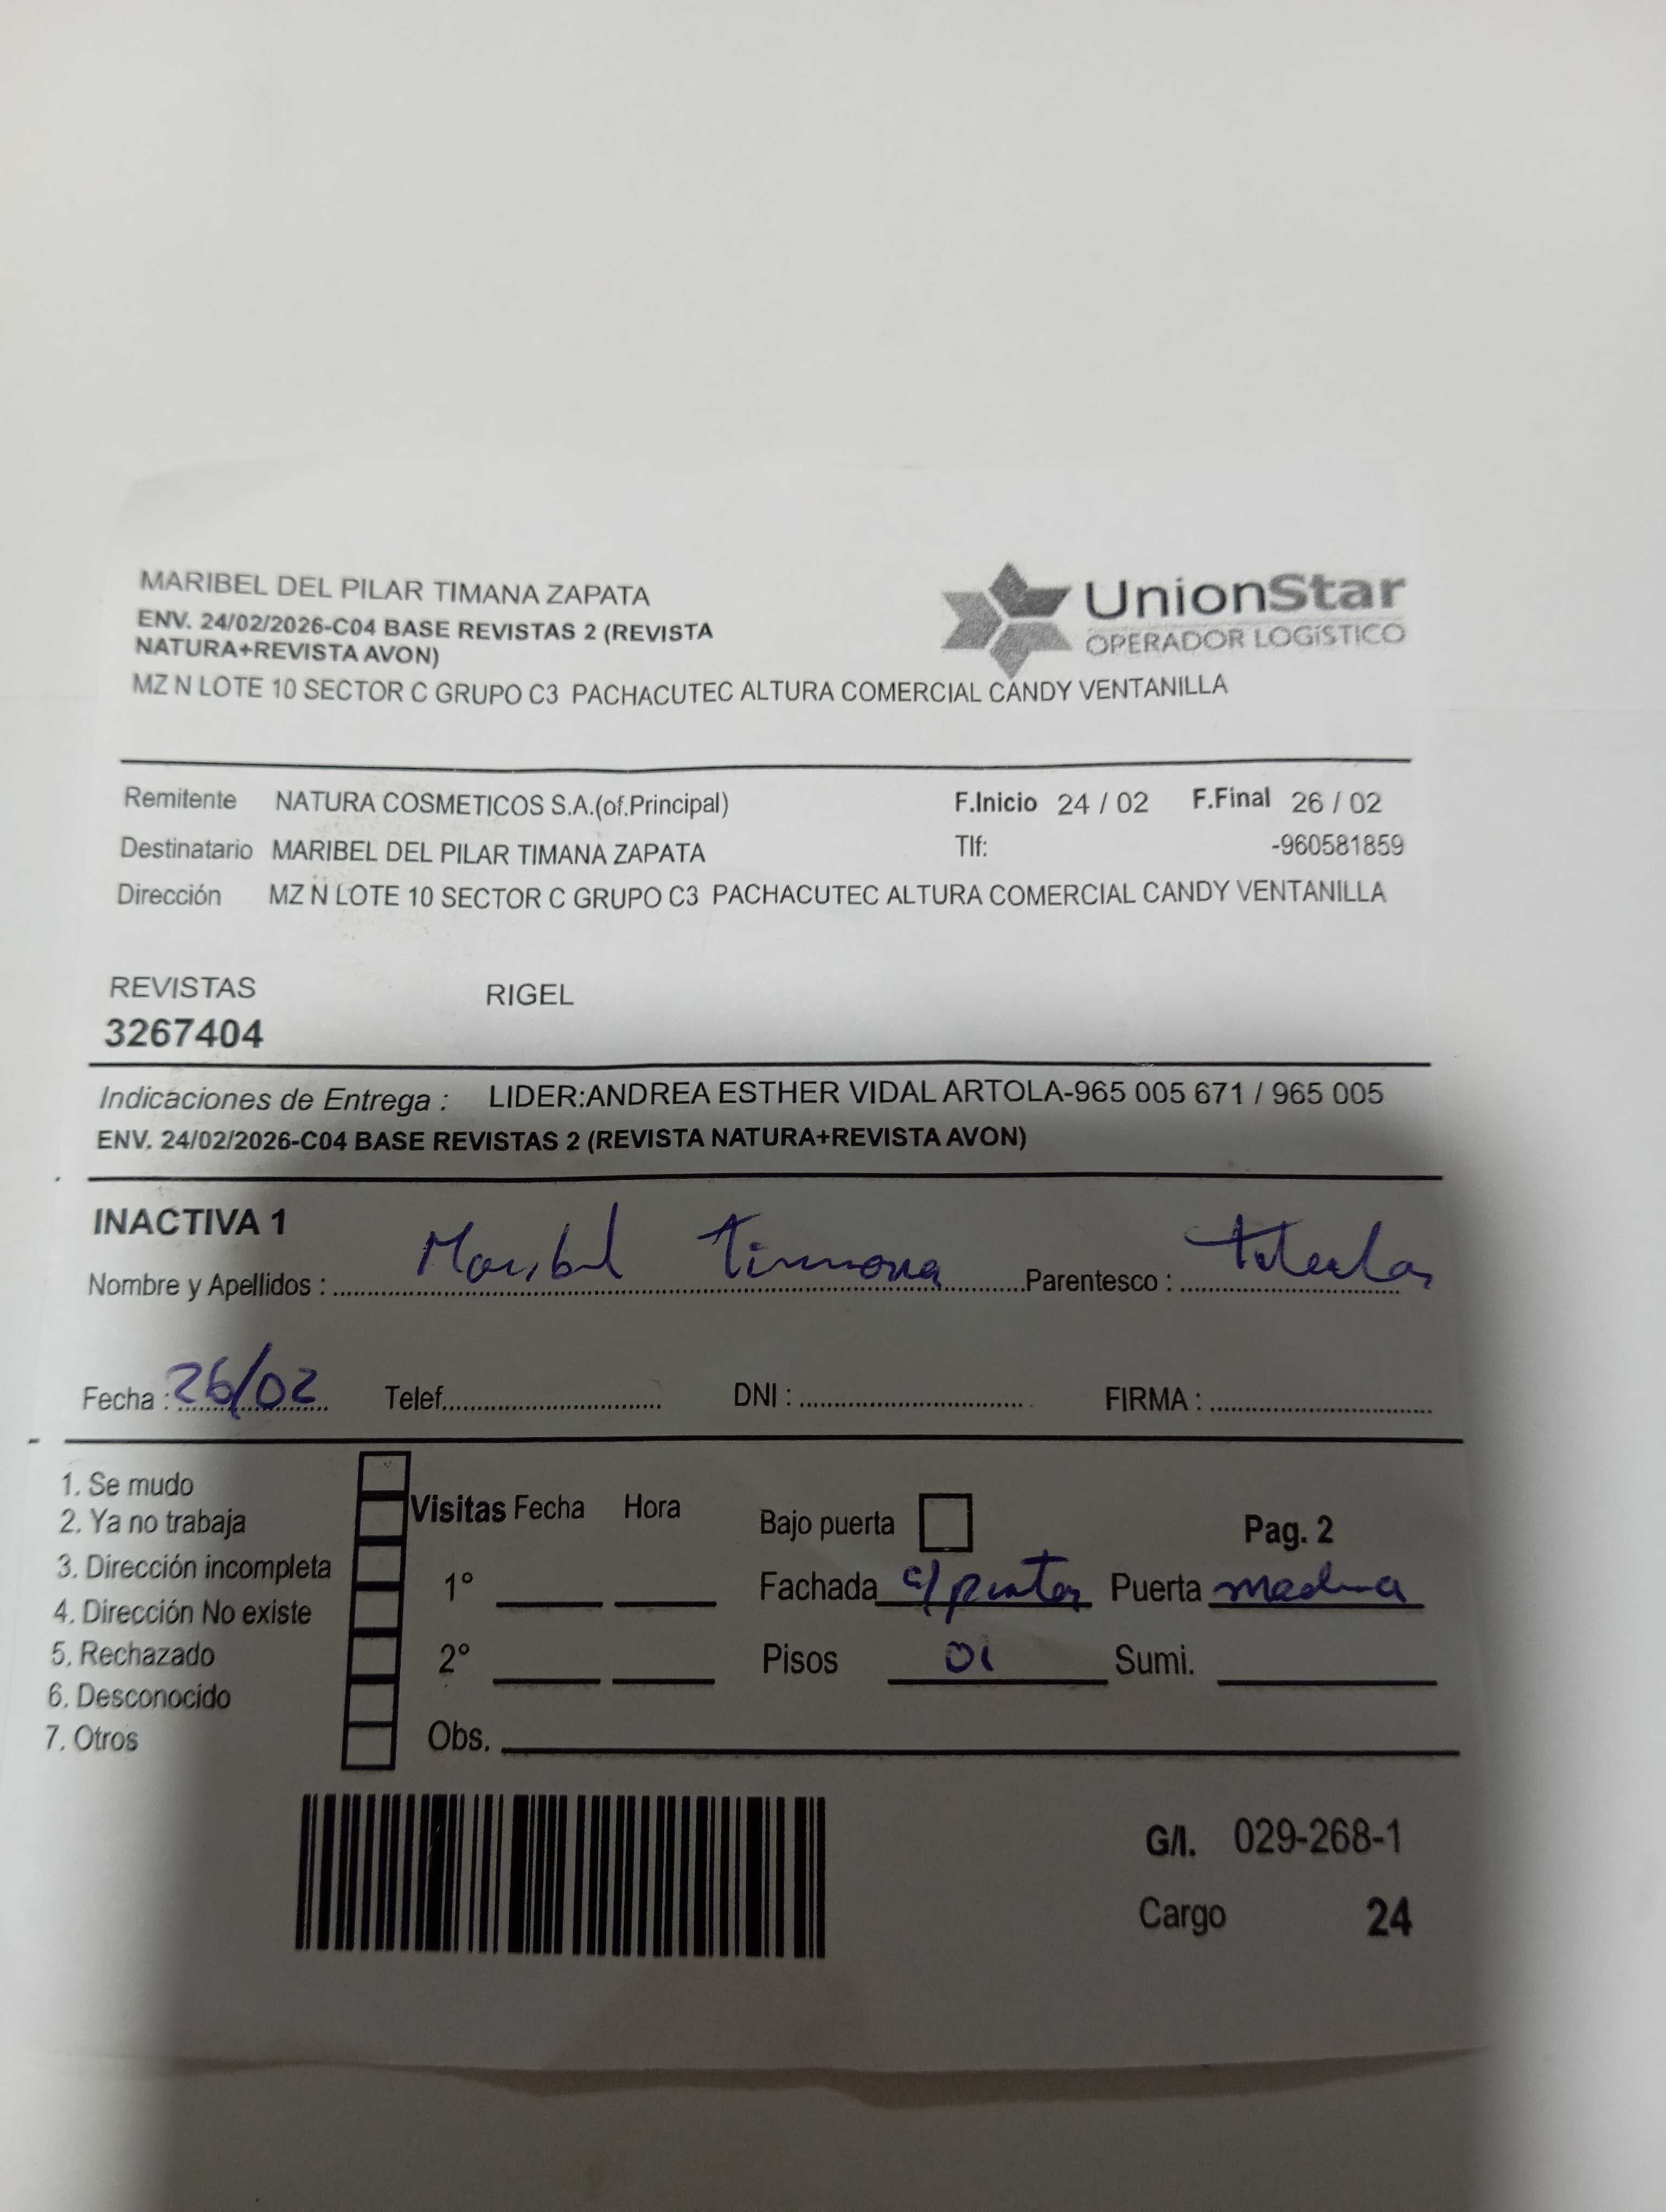 MARIBEL DEL PILAR TIMANA ZAPATA
ENV. 24/02/2026-C04 BASE REVISTAS 2 (REVISTA
NATURA+REVISTA AVON)
UnionStar
OPERADOR LOGíSTICO
MZ N LOTE 10 SECTOR C GRUPO C3 PACHACUTEC ALTURA COMERCIAL CANDY VENTANILLA
Remitente NATURA COSMETICOS S.A.(of.Principal) F.Inicio 24 / 02 F.Final 26 / 02
Destinatario MARIBEL DEL PILAR TIMANA ZAPATA Tlf: -960581859
Dirección MZ N LOTE 10 SECTOR C GRUPO C3 PACHACUTEC ALTURA COMERCIAL CANDY VENTANILLA
REVISTAS RIGEL
3267404
Indicaciones de Entrega : LIDER:ANDREA ESTHER VIDAL ARTOLA-965 005 671 / 965 005
ENV. 24/02/2026-C04 BASE REVISTAS 2 (REVISTA NATURA+REVISTA AVON)
INACTIVA 1
Nombre y Apellidos : Maribel Timana Parentesco :
Fecha : 26/02 Telef. DNI : FIRMA :
1. Se mudo
2. Ya no trabaja
3. Dirección incompleta
4. Dirección No existe
5. Rechazado
6. Desconocido
7. Otros
Visitas Fecha Hora
1°
2°
Obs.
Bajo puerta Pag. 2
Fachada Puerta
Pisos 01 Sumi.
G/I. 029-268-1
Cargo 24